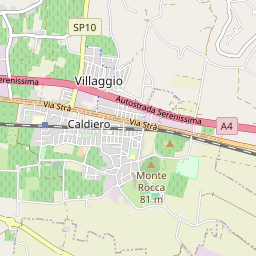 SP10
Villaggio
Serenissima
Autostrada Serenissima
Via Strà
Via Strà
A4
Caldiero
Monte
Rocca
81 m